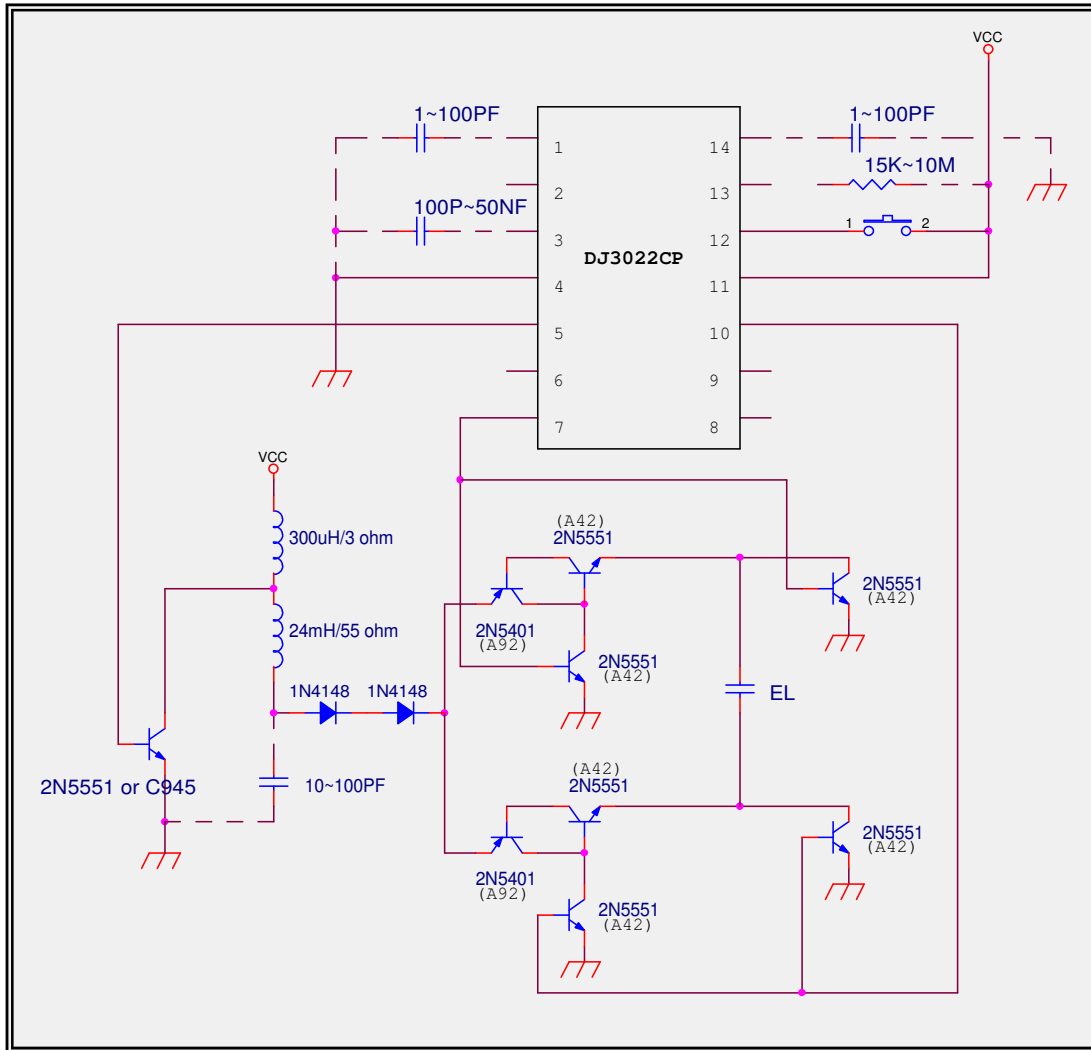 VCC
1~100PF
1~100PF
1
14
15K~10M
2
13
100P~50NF
1
2
3
12
DJ3022CP
4
11
5
10
6
9
7
8
VCC
(A42)
2N5551
300uH/3 ohm
2N5551
(A42)
24mH/55 ohm
2N5401
(A92)
2N5551
(A42)
1N4148
1N4148
EL
2N5551 or C945
10~100PF
(A42)
2N5551
2N5551
(A42)
2N5401
(A92)
2N5551
(A42)